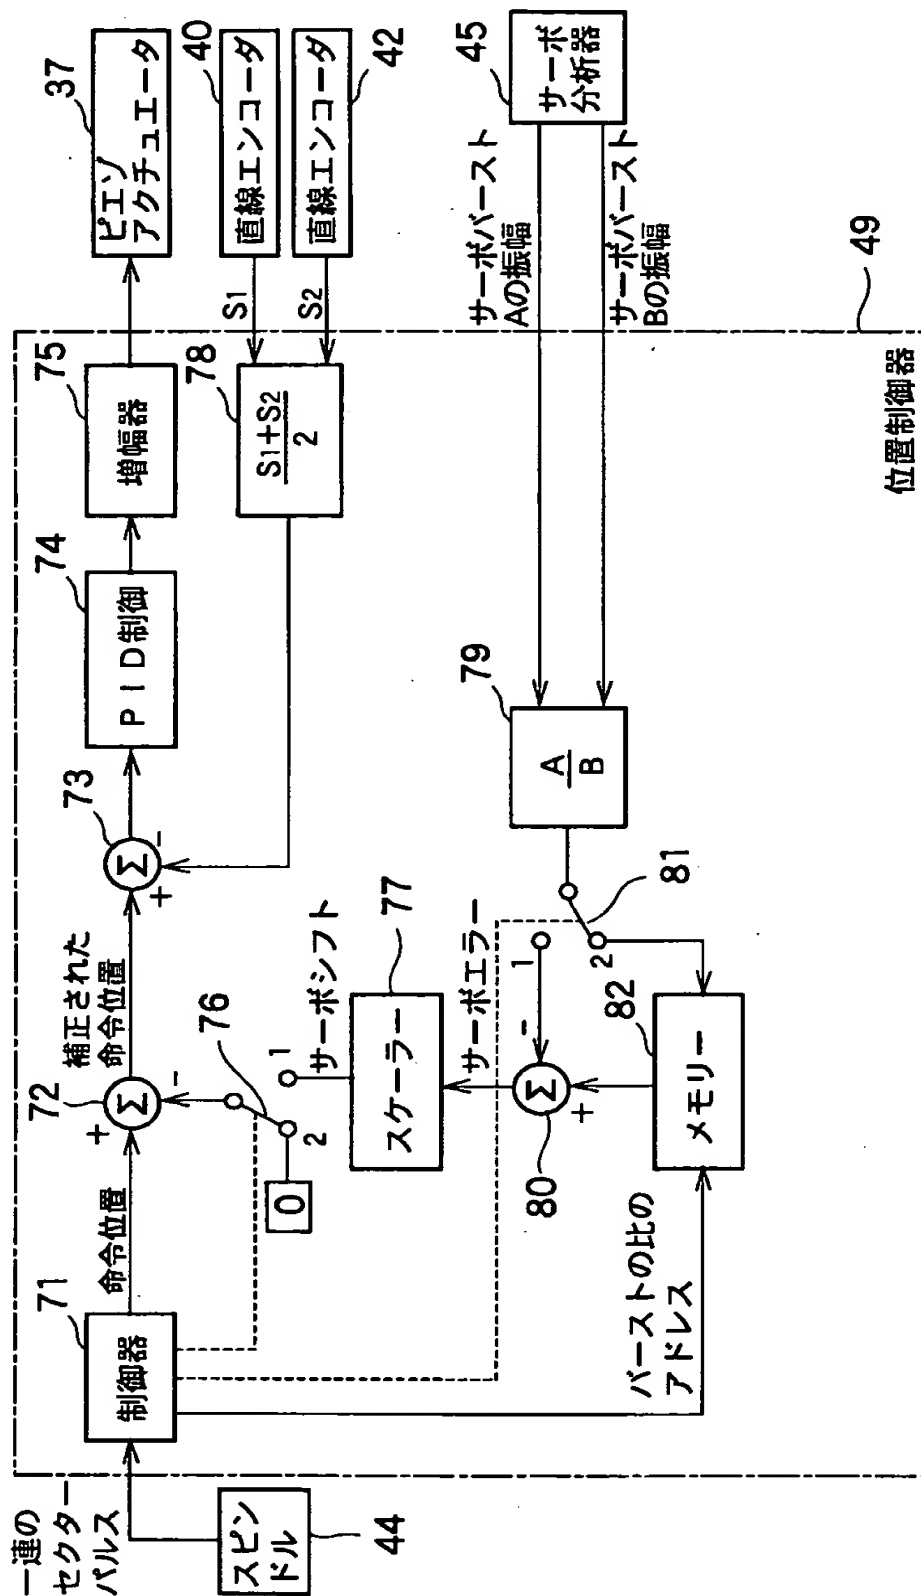 一連の
セクター
パルス
スピン
ドル
44
制御器
71
命令位置
72
Σ
+
-
補正された
命令位置
73
Σ
+
-
74
PID制御
75
増幅器
37
ピエゾ
アクチュエータ
40
直線エンコーダ
42
直線エンコーダ
S1
S2
78
S1+S2
2
76
1
2
0
サーボシフト
77
スケーラー
サーボエラー
80
Σ
-
+
81
1
2
82
メモリー
バーストの比の
アドレス
79
A
B
サーボバースト
Aの振幅
サーボバースト
Bの振幅
45
サーボ
分析器
49
位置制御器